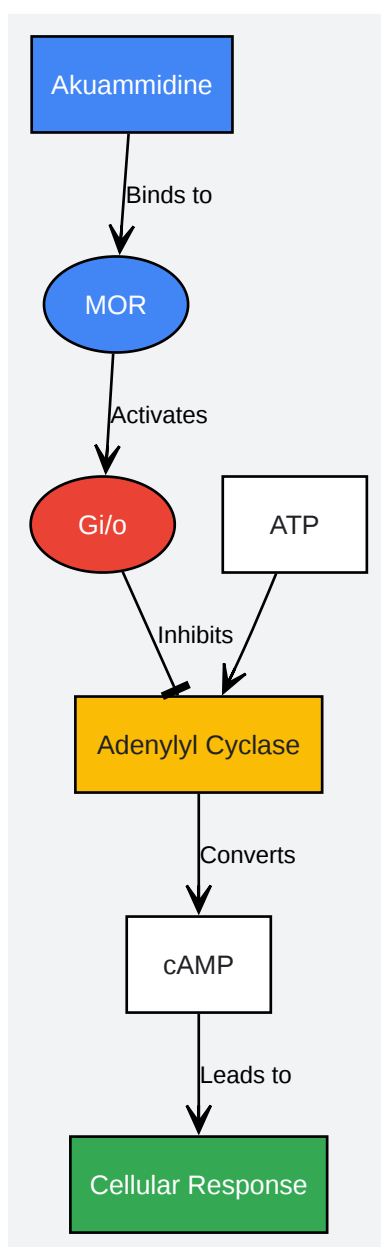 Akuammidine
Binds to
MOR
Activates
Gi/o
ATP
Inhibits
Adenylyl Cyclase
Converts
cAMP
Leads to
Cellular Response